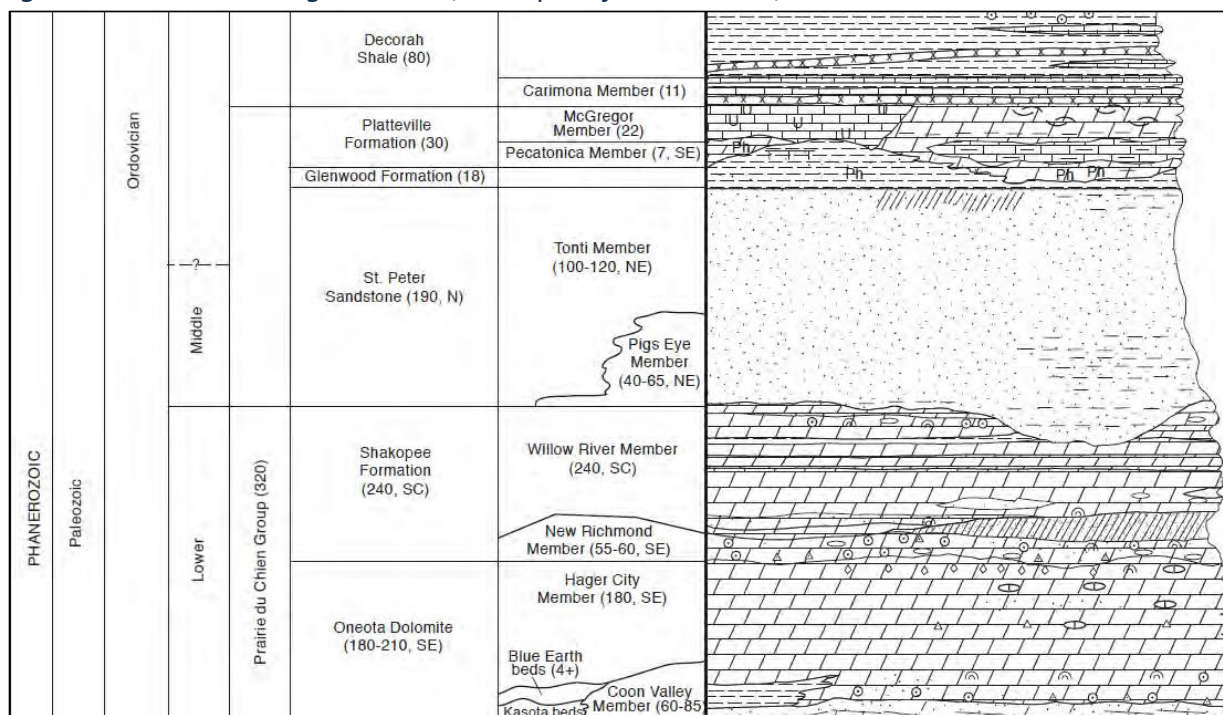 PHANEROZOIC
Paleozoic
Ordovician
Middle
?
Lower
Prairie du Chien Group (320)
Decorah
Shale (80)
Platteville
Formation (30)
Glenwood Formation (18)
St. Peter
Sandstone (190, N)
Shakopee
Formation
(240, SC)
Oneota Dolomite
(180-210, SE)
Carimona Member (11)
McGregor
Member (22)
Pecatonica Member (7, SE)
Tonti Member
(100-120, NE)
Pigs Eye
Member
(40-65, NE)
Willow River Member
(240, SC)
New Richmond
Member (55-60, SE)
Hager City
Member (180, SE)
Blue Earth
beds (4+)
Coon Valley
Member (60-85
Kasota beds
Ph
Ph
Ph Ph